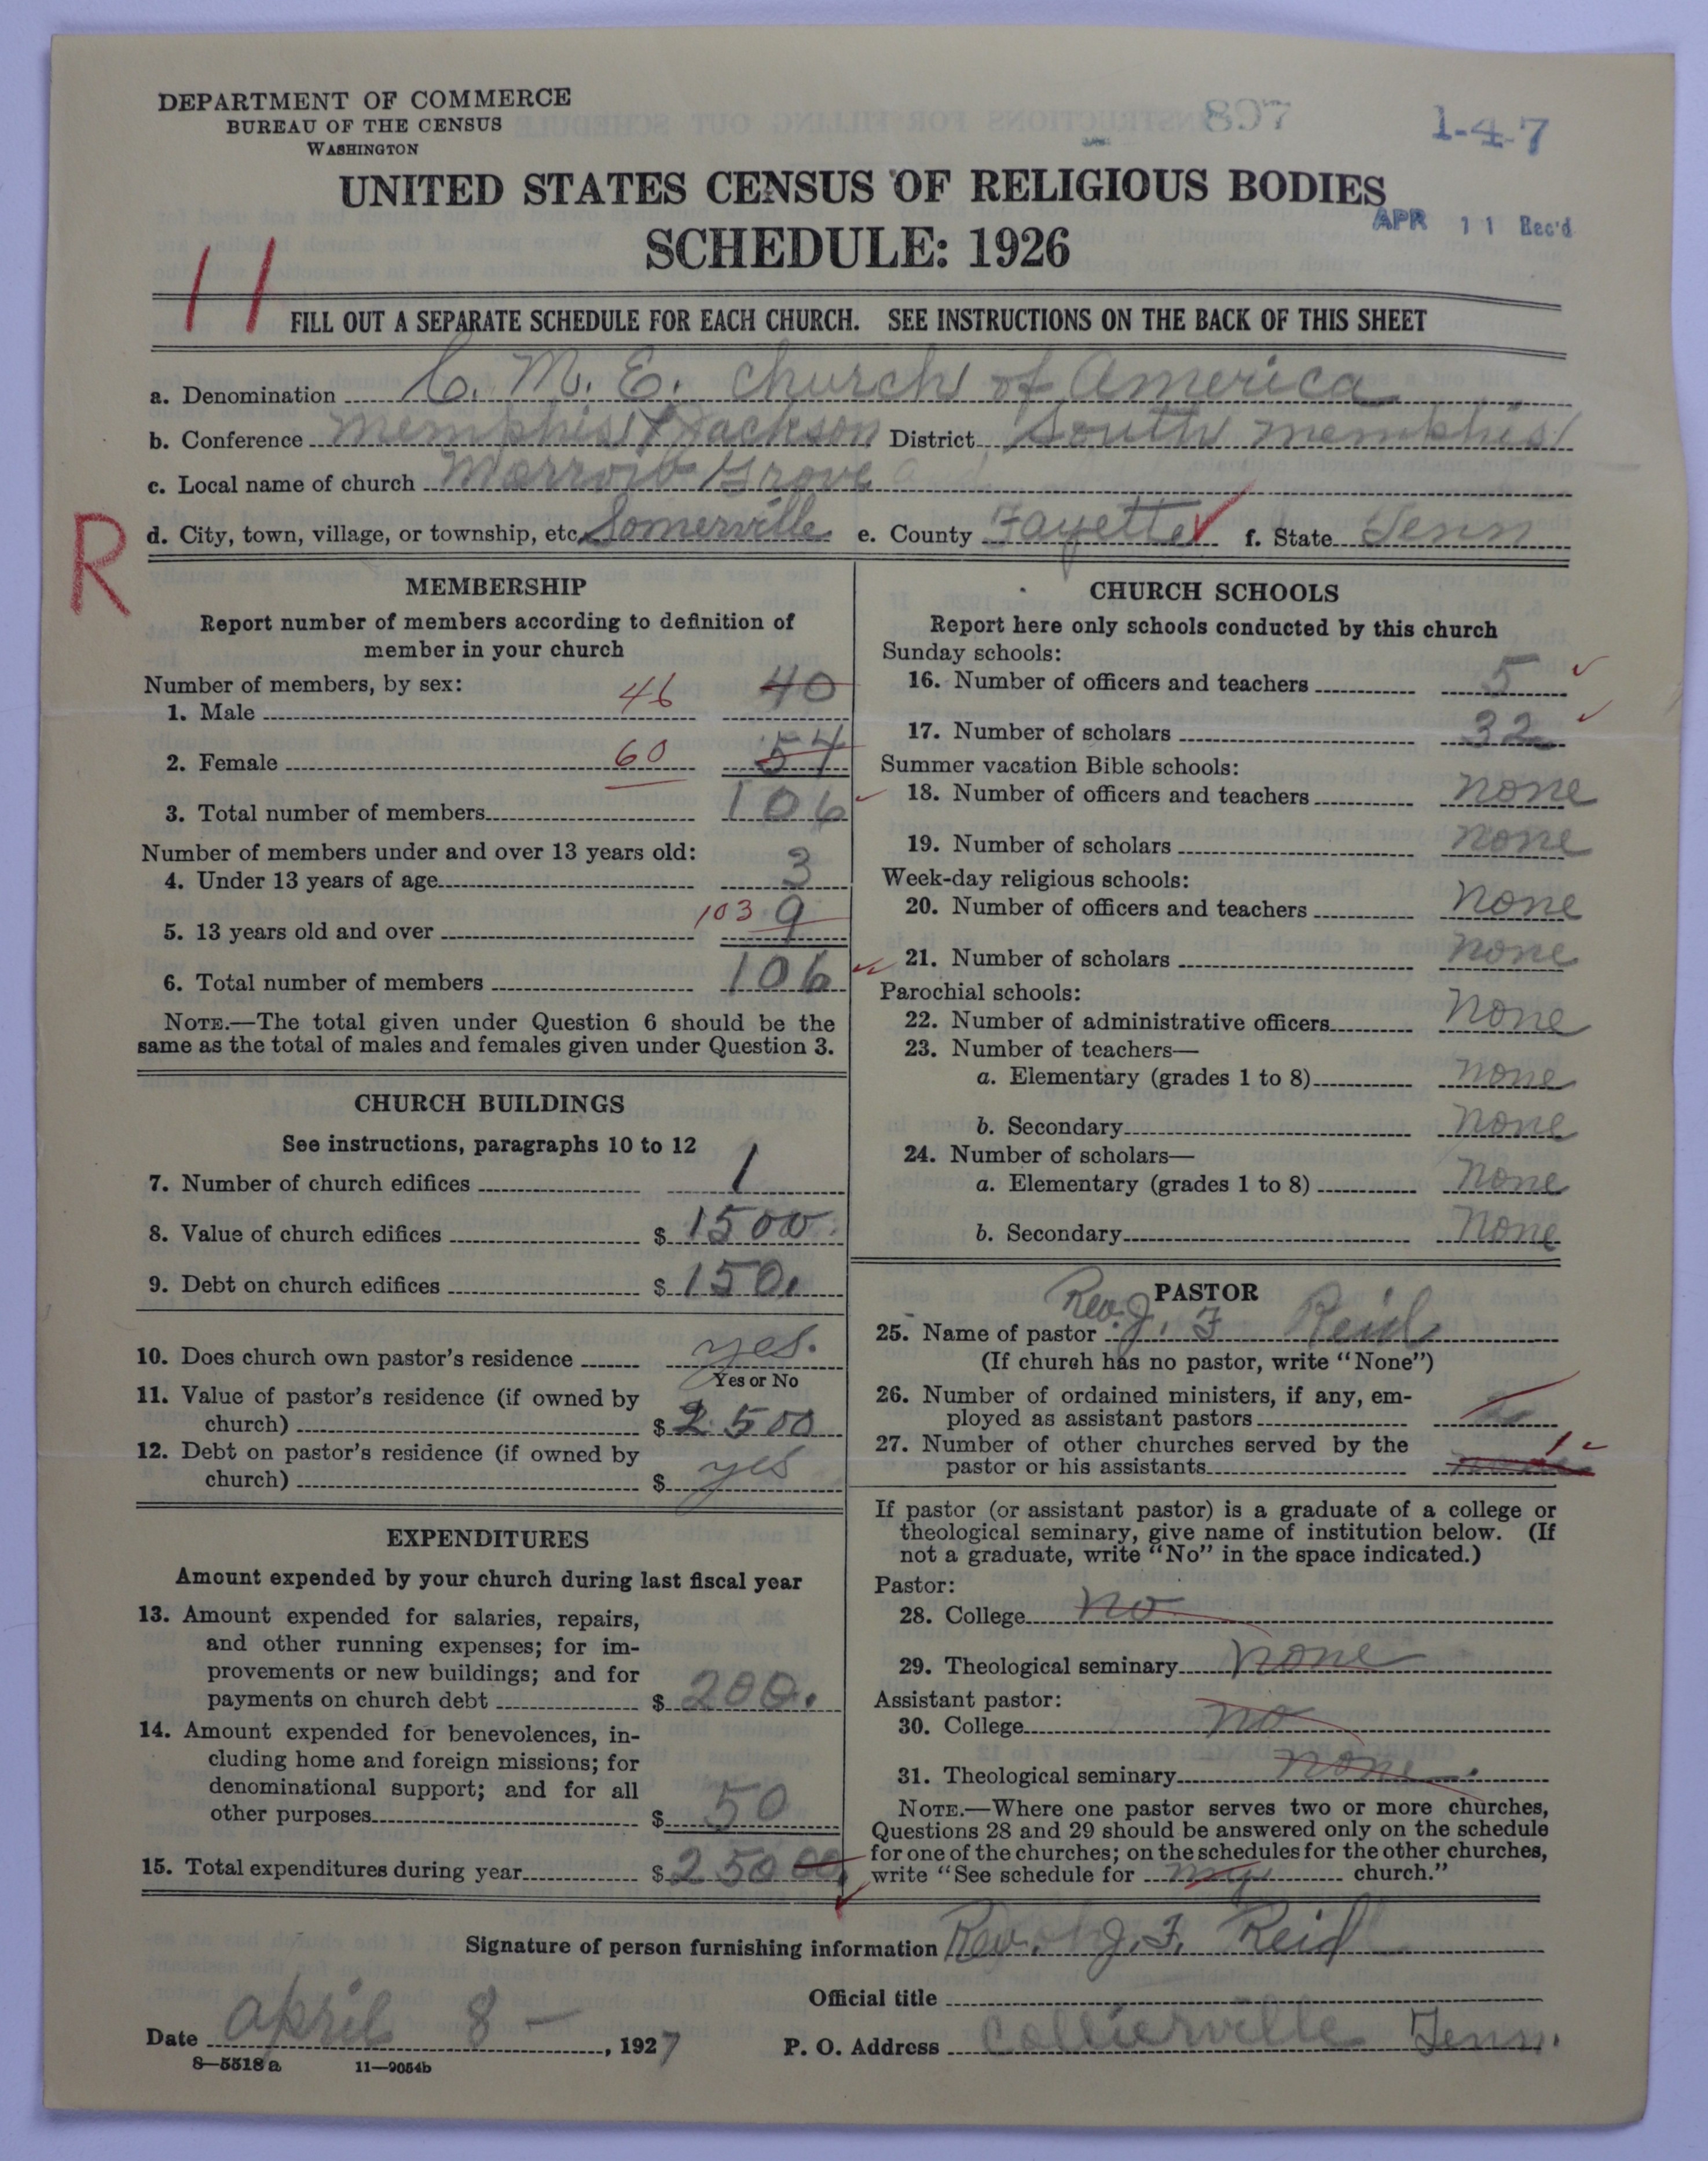 DEPARTMENT OF COMMERCE
BUREAU OF THE CENSUS
WASHINGTON
1-4-7
UNITED STATES CENSUS OF RELIGIOUS BODIES
APR 11 Rec'd
SCHEDULE: 1926
11
FILL OUT A SEPARATE SCHEDULE FOR EACH CHURCH. SEE INSTRUCTIONS ON THE BACK OF THIS SHEET
a. Denomination C. M. E. church of America
b. Conference Memphis & Jackson District South memphis
c. Local name of church Grove
d. City, town, village, or township, etc. Somerville e. County Fayette f. State Tenn
R
MEMBERSHIP
Report number of members according to definition of
member in your church
Number of members, by sex:
1. Male 46 40
2. Female 60 54
3. Total number of members 106
Number of members under and over 13 years old:
4. Under 13 years of age 3
5. 13 years old and over 103 9
6. Total number of members 106
NOTE.—The total given under Question 6 should be the
same as the total of males and females given under Question 3.
CHURCH BUILDINGS
See instructions, paragraphs 10 to 12
7. Number of church edifices 1
8. Value of church edifices $ 1500.
9. Debt on church edifices $ 150.
10. Does church own pastor's residence yes.
Yes or No
11. Value of pastor's residence (if owned by
church) $ 2500
12. Debt on pastor's residence (if owned by
church) $ yes
EXPENDITURES
Amount expended by your church during last fiscal year
13. Amount expended for salaries, repairs,
and other running expenses; for im-
provements or new buildings; and for
payments on church debt $ 200.
14. Amount expended for benevolences, in-
cluding home and foreign missions; for
denominational support; and for all
other purposes $ 50
15. Total expenditures during year $ 250 00
CHURCH SCHOOLS
Report here only schools conducted by this church
Sunday schools:
16. Number of officers and teachers 5
17. Number of scholars 32
Summer vacation Bible schools:
18. Number of officers and teachers none
19. Number of scholars none
Week-day religious schools:
20. Number of officers and teachers none
21. Number of scholars none
Parochial schools:
22. Number of administrative officers none
23. Number of teachers—
a. Elementary (grades 1 to 8) none
b. Secondary none
24. Number of scholars—
a. Elementary (grades 1 to 8) none
b. Secondary none
PASTOR
25. Name of pastor Rev. J. F Reid
(If church has no pastor, write "None")
26. Number of ordained ministers, if any, em-
ployed as assistant pastors
27. Number of other churches served by the
pastor or his assistants 1
If pastor (or assistant pastor) is a graduate of a college or
theological seminary, give name of institution below. (If
not a graduate, write "No" in the space indicated.)
Pastor:
28. College no
29. Theological seminary none
Assistant pastor:
30. College no
31. Theological seminary none.
NOTE.—Where one pastor serves two or more churches,
Questions 28 and 29 should be answered only on the schedule
for one of the churches; on the schedules for the other churches,
write "See schedule for my church."
Signature of person furnishing information Rev. J. F. Reid
Official title
Date april 8 - , 1927 P. O. Address Collierville Tenn.
8—5518 a 11—9054b